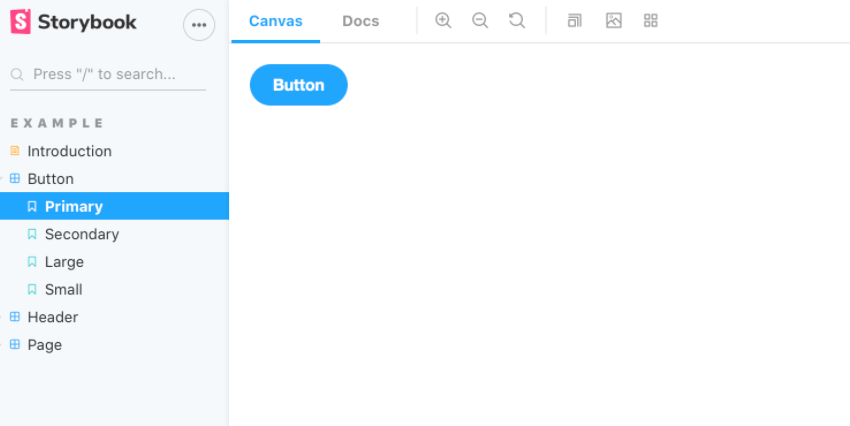 Storybook
Canvas Docs
Press "/" to search...
Button
EXAMPLE
Introduction
Button
Primary
Secondary
Large
Small
Header
Page